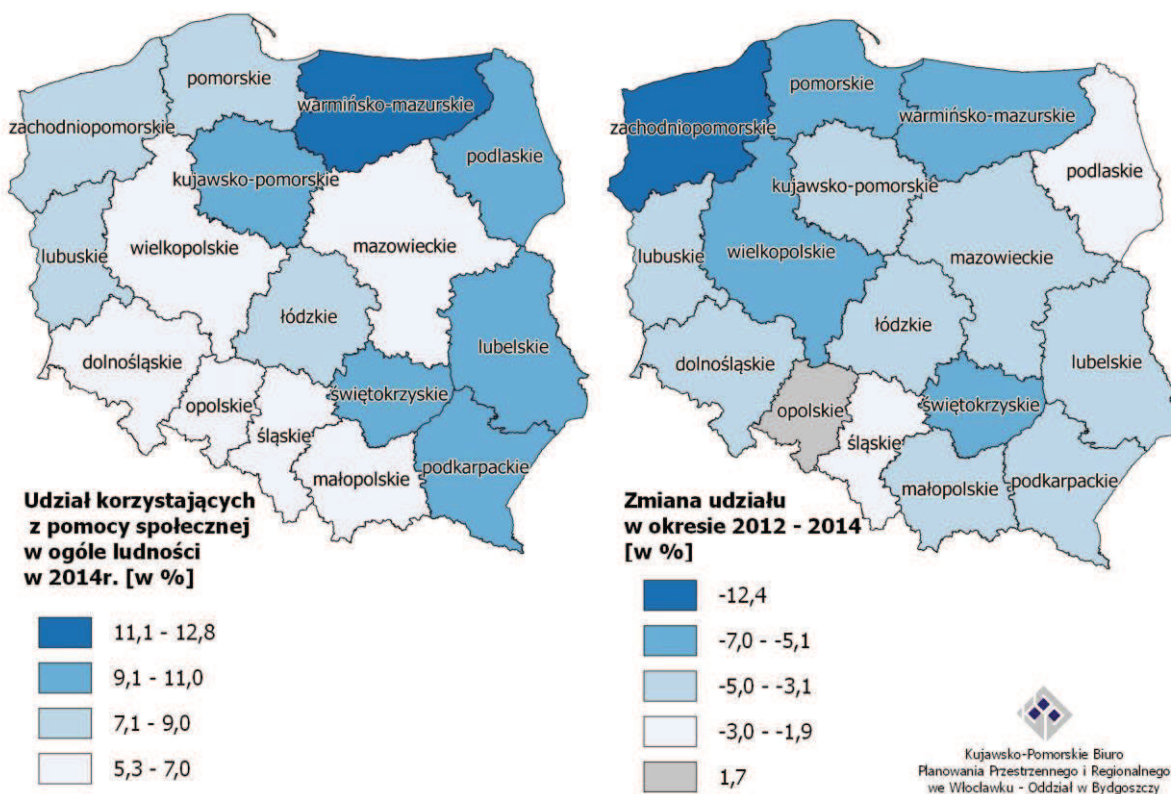 pomorskie
warmińsko-mazurskie
zachodniopomorskie
podlaskie
kujawsko-pomorskie
lubuskie
wielkopolskie
mazowieckie
łódzkie
dolnośląskie
lubelskie
opolskie
świętokrzyskie
śląskie
małopolskie
podkarpackie
Udział korzystających
z pomocy społecznej
w ogóle ludności
w 2014r. [w %]
11,1 - 12,8
9,1 - 11,0
7,1 - 9,0
5,3 - 7,0
pomorskie
warmińsko-mazurskie
zachodniopomorskie
podlaskie
kujawsko-pomorskie
lubuskie
wielkopolskie
mazowieckie
łódzkie
dolnośląskie
lubelskie
opolskie
świętokrzyskie
śląskie
małopolskie
podkarpackie
Zmiana udziału
w okresie 2012 - 2014
[w %]
-12,4
-7,0 - -5,1
-5,0 - -3,1
-3,0 - -1,9
1,7
Kujawsko-Pomorskie Biuro
Planowania Przestrzennego i Regionalnego
we Włocławku - Oddział w Bydgoszczy